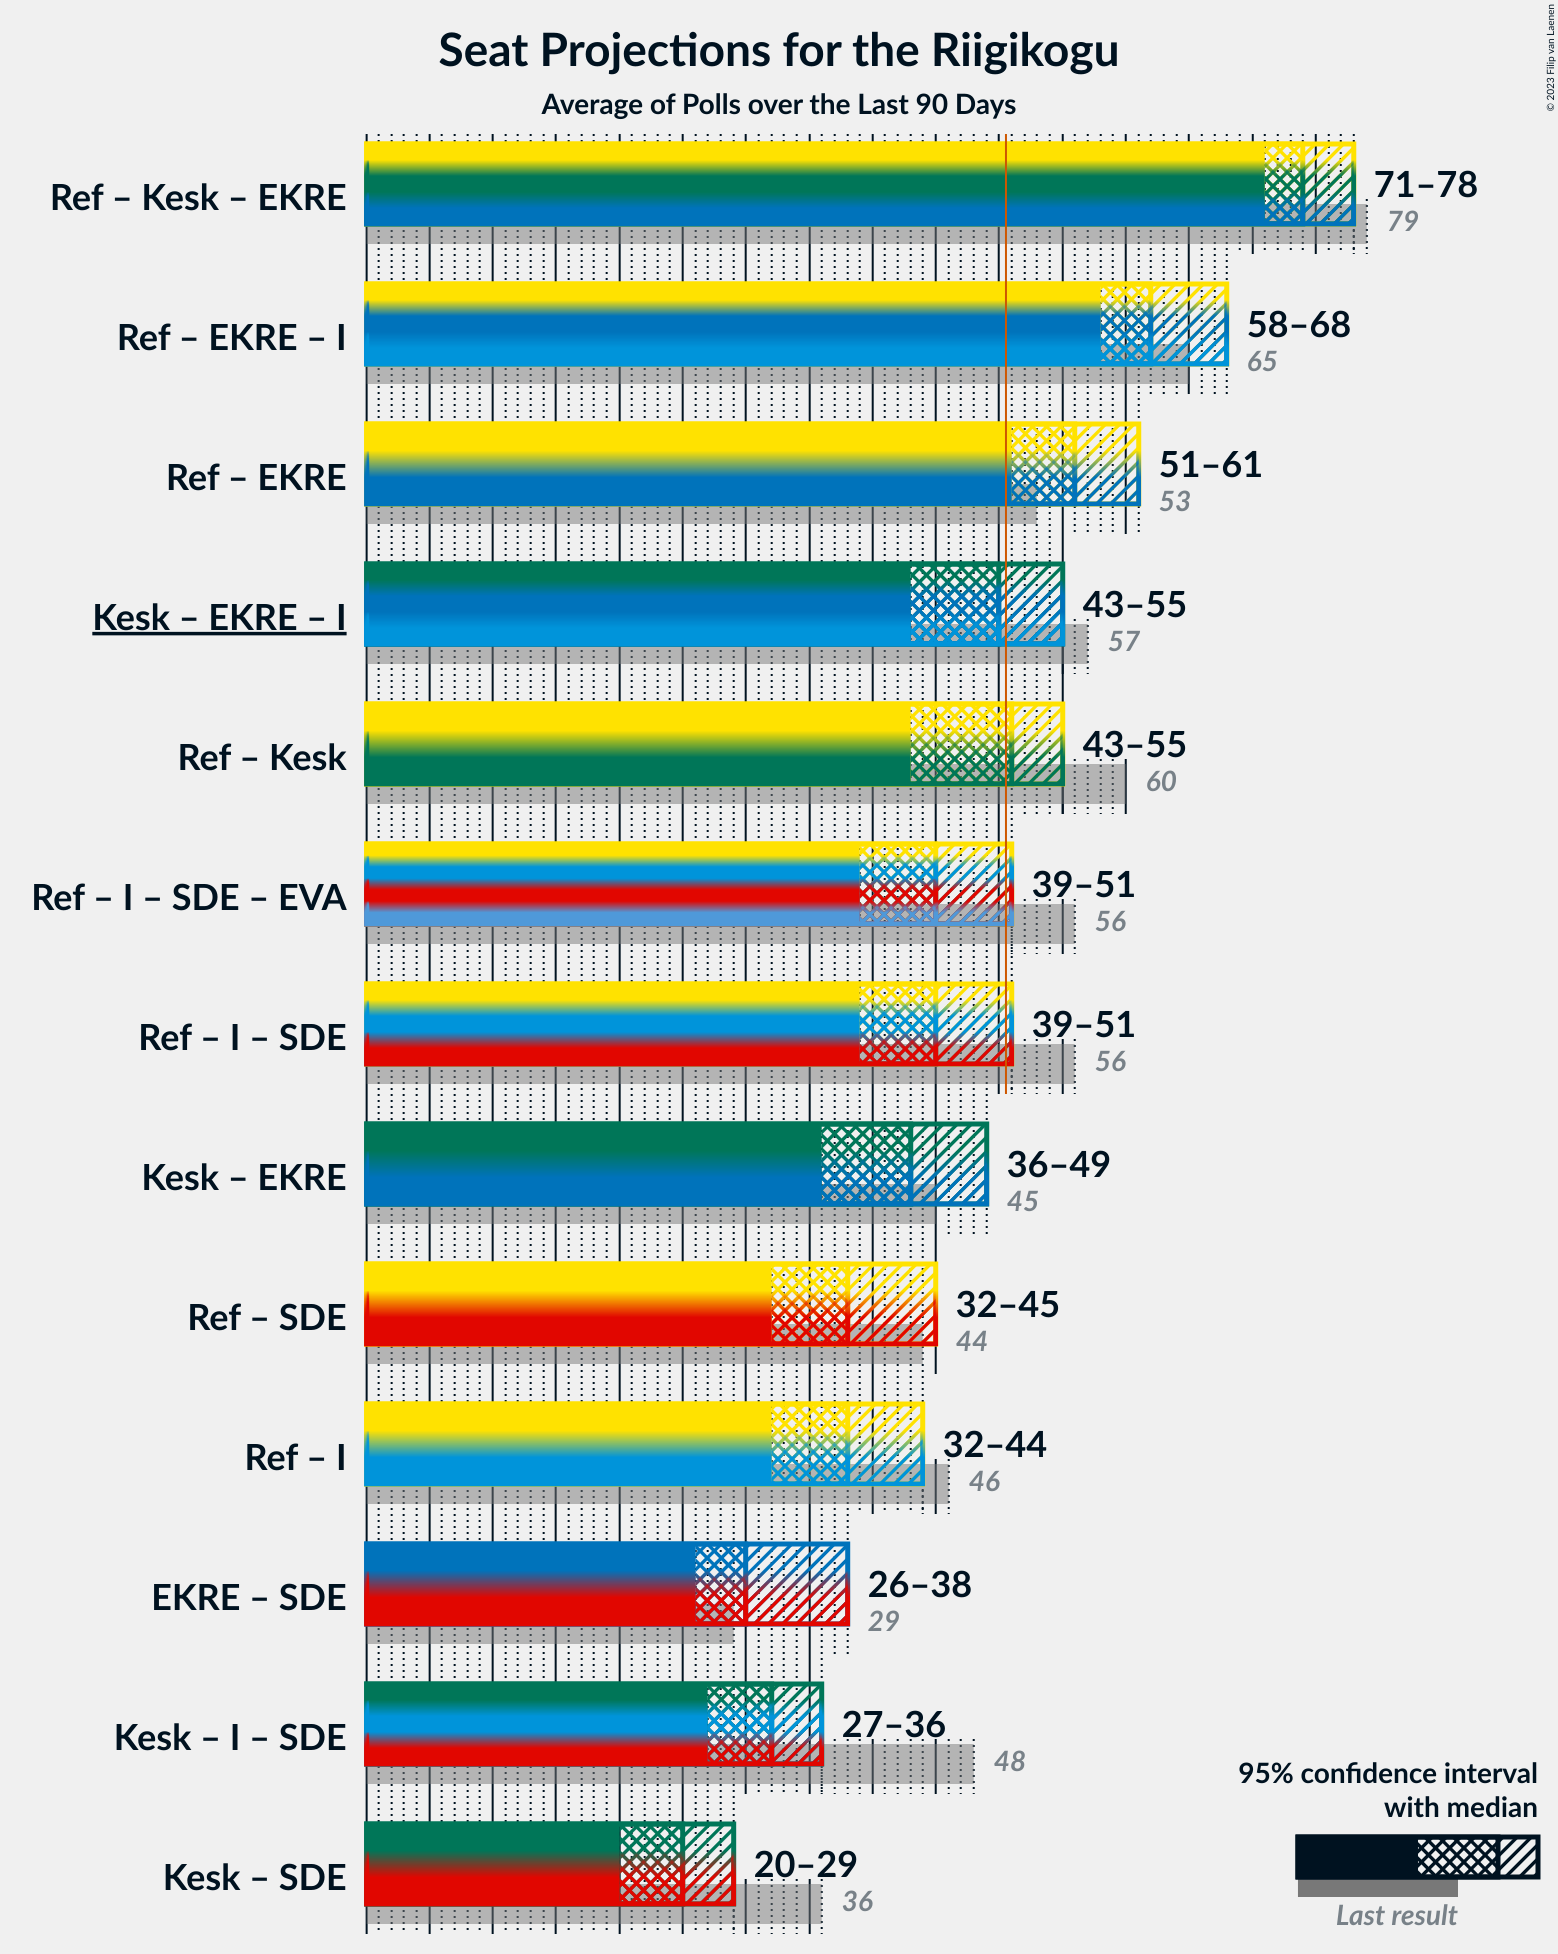 Seat Projections for the Riigikogu
Average of Polls over the Last 90 Days
© 2023 Filip van Laenen
Ref – Kesk – EKRE
71–78
79
Ref – EKRE – I
58–68
65
Ref – EKRE
51–61
53
Kesk – EKRE – I
43–55
57
Ref – Kesk
43–55
60
Ref – I – SDE – EVA
39–51
56
Ref – I – SDE
39–51
56
Kesk – EKRE
36–49
45
Ref – SDE
32–45
44
Ref – I
32–44
46
EKRE – SDE
26–38
29
Kesk – I – SDE
27–36
48
Kesk – SDE
20–29
36
95% confidence interval
with median
Last result